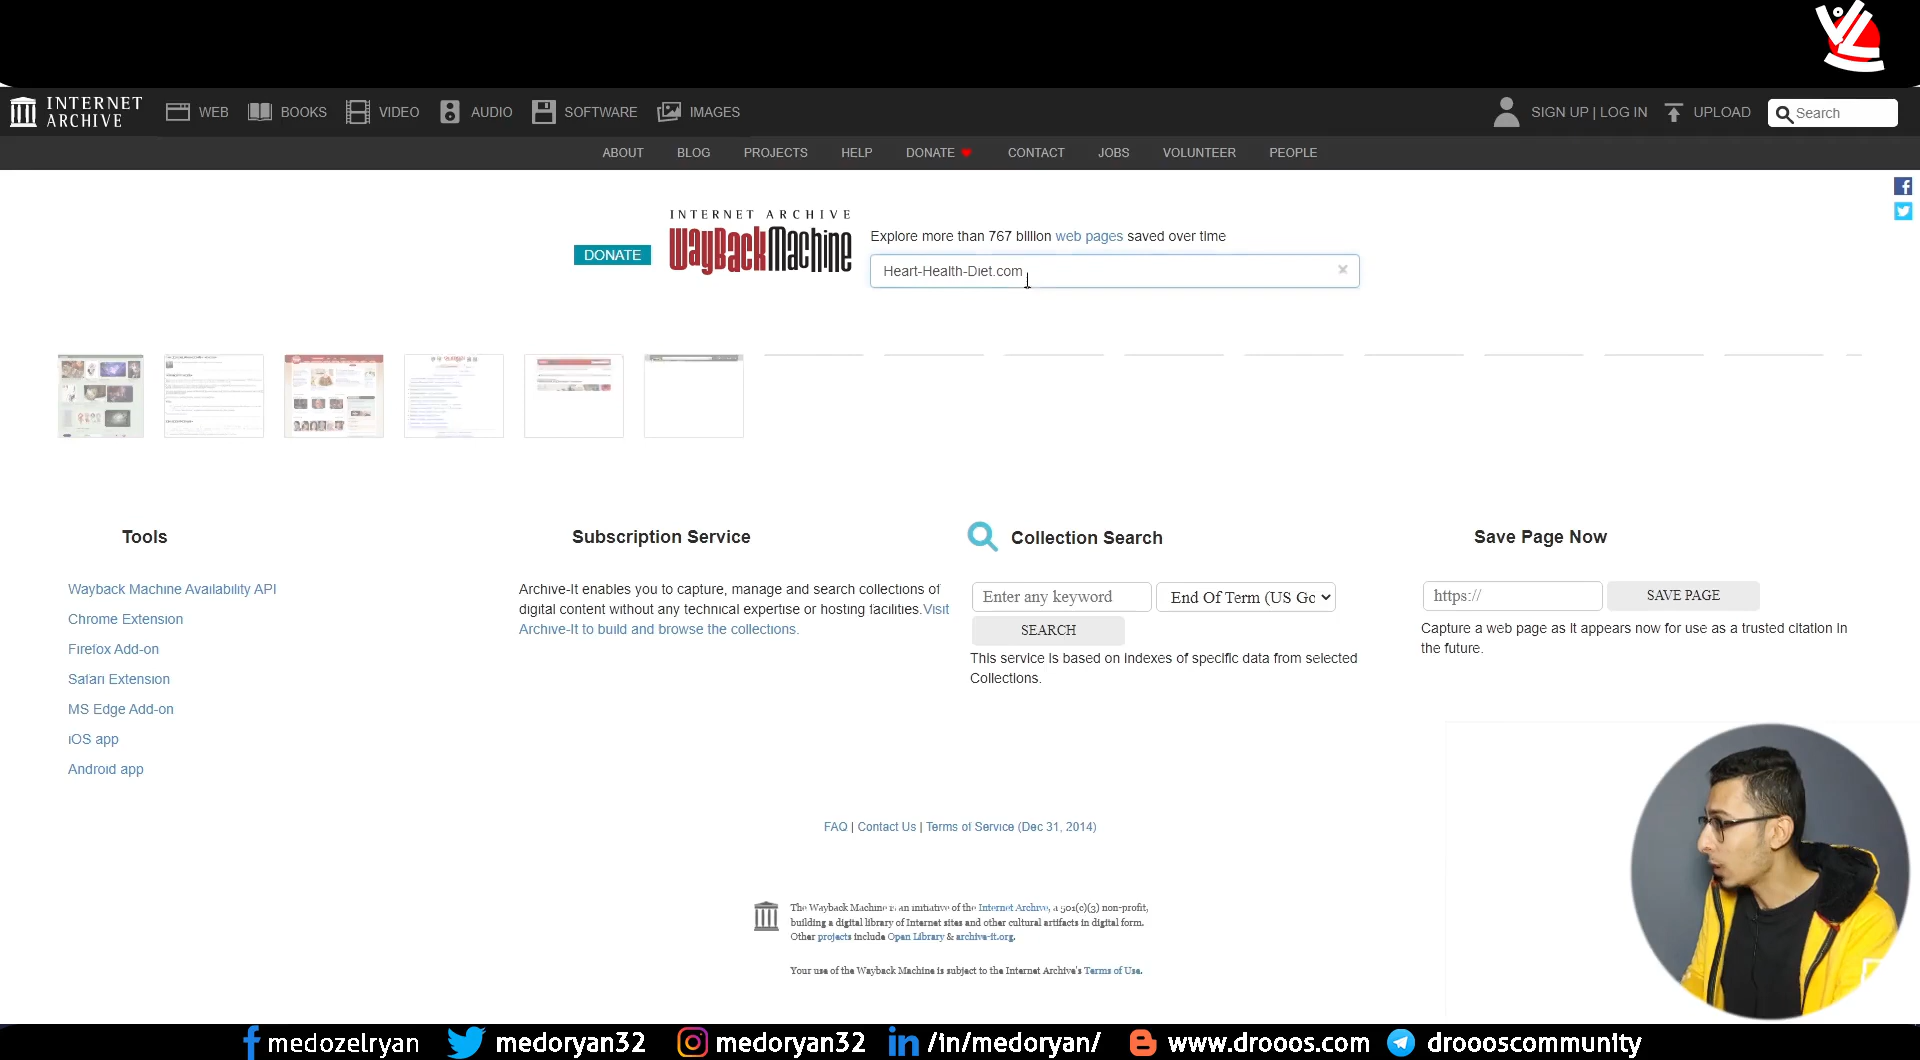 INTERNET ARCHIVE
WEB BOOKS VIDEO AUDIO SOFTWARE IMAGES
SIGN UP | LOG IN UPLOAD Search
ABOUT BLOG PROJECTS HELP DONATE CONTACT JOBS VOLUNTEER PEOPLE
INTERNET ARCHIVE
WayBackMachine
DONATE
Explore more than 767 billion web pages saved over time
Heart-Health-Diet.com
Tools
Wayback Machine Availability API
Chrome Extension
Firefox Add-on
Safari Extension
MS Edge Add-on
iOS app
Android app
Subscription Service
Archive-It enables you to capture, manage and search collections of
digital content without any technical expertise or hosting facilities.Visit
Archive-It to build and browse the collections.
Collection Search
Enter any keyword End Of Term (US Gc
SEARCH
This service is based on indexes of specific data from selected
Collections.
Save Page Now
https:// SAVE PAGE
Capture a web page as it appears now for use as a trusted citation in
the future.
FAQ | Contact Us | Terms of Service (Dec 31, 2014)
The Wayback Machine is an initiative of the Internet Archive, a 501(c)(3) non-profit,
building a digital library of Internet sites and other cultural artifacts in digital form.
Other projects include Open Library & archive-it.org.
Your use of the Wayback Machine is subject to the Internet Archive's Terms of Use.
medozelryan medoryan32 medoryan32 /in/medoryan/ www.drooos.com droooscommunity